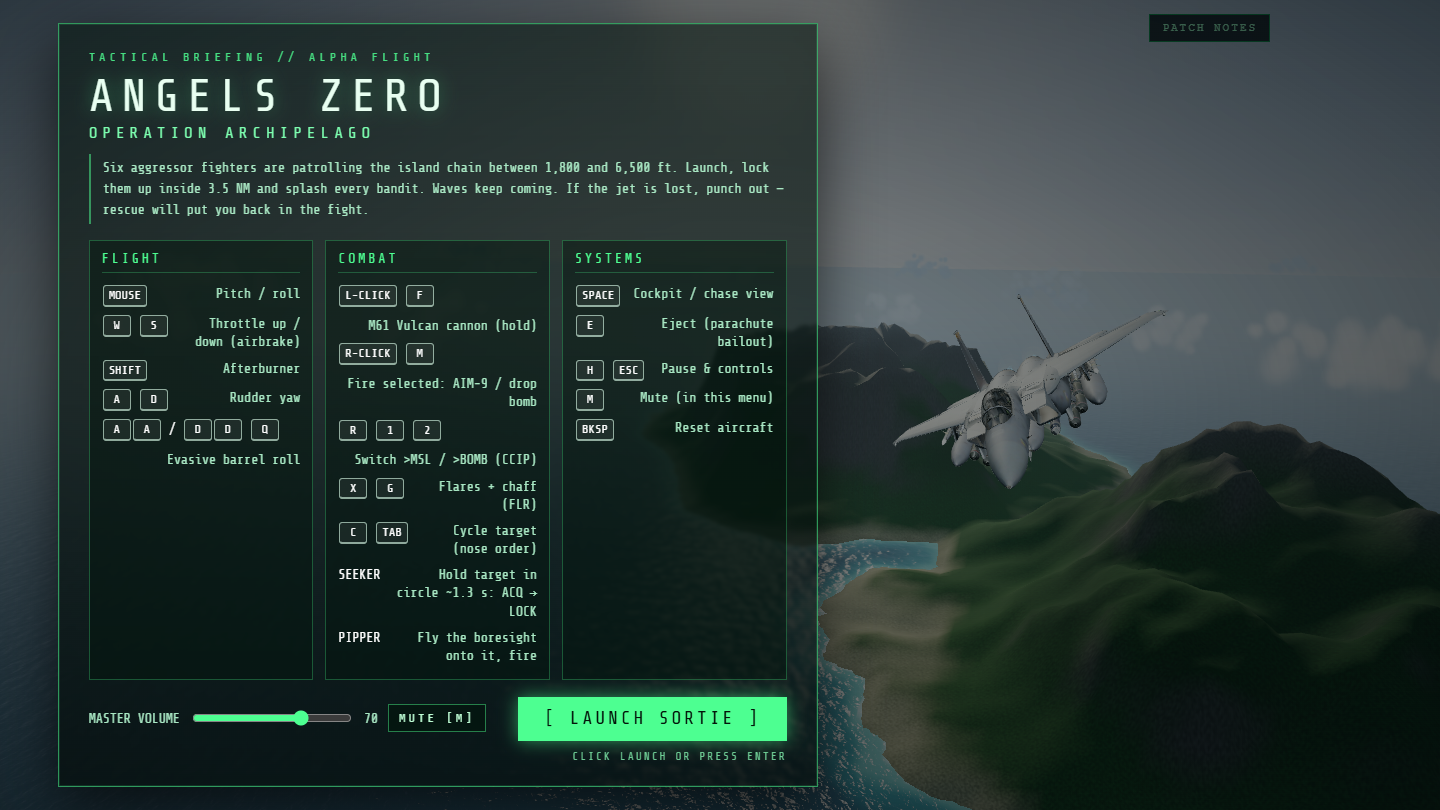 PATCH NOTES
TACTICAL BRIEFING // ALPHA FLIGHT
ANGELS ZERO
OPERATION ARCHIPELAGO
Six aggressor fighters are patrolling the island chain between 1,800 and 6,500 ft. Launch, lock
them up inside 3.5 NM and splash every bandit. Waves keep coming. If the jet is lost, punch out —
rescue will put you back in the fight.
FLIGHT
MOUSE Pitch / roll
W S Throttle up /
down (airbrake)
SHIFT Afterburner
A D Rudder yaw
A A / D D Q
Evasive barrel roll
COMBAT
L-CLICK F
M61 Vulcan cannon (hold)
R-CLICK M
Fire selected: AIM-9 / drop
bomb
R 1 2
Switch >MSL / >BOMB (CCIP)
X G Flares + chaff
(FLR)
C TAB Cycle target
(nose order)
SEEKER Hold target in
circle ~1.3 s: ACQ →
LOCK
PIPPER Fly the boresight
onto it, fire
SYSTEMS
SPACE Cockpit / chase view
E Eject (parachute
bailout)
H ESC Pause & controls
M Mute (in this menu)
BKSP Reset aircraft
MASTER VOLUME 70 MUTE [M]
[ LAUNCH SORTIE ]
CLICK LAUNCH OR PRESS ENTER